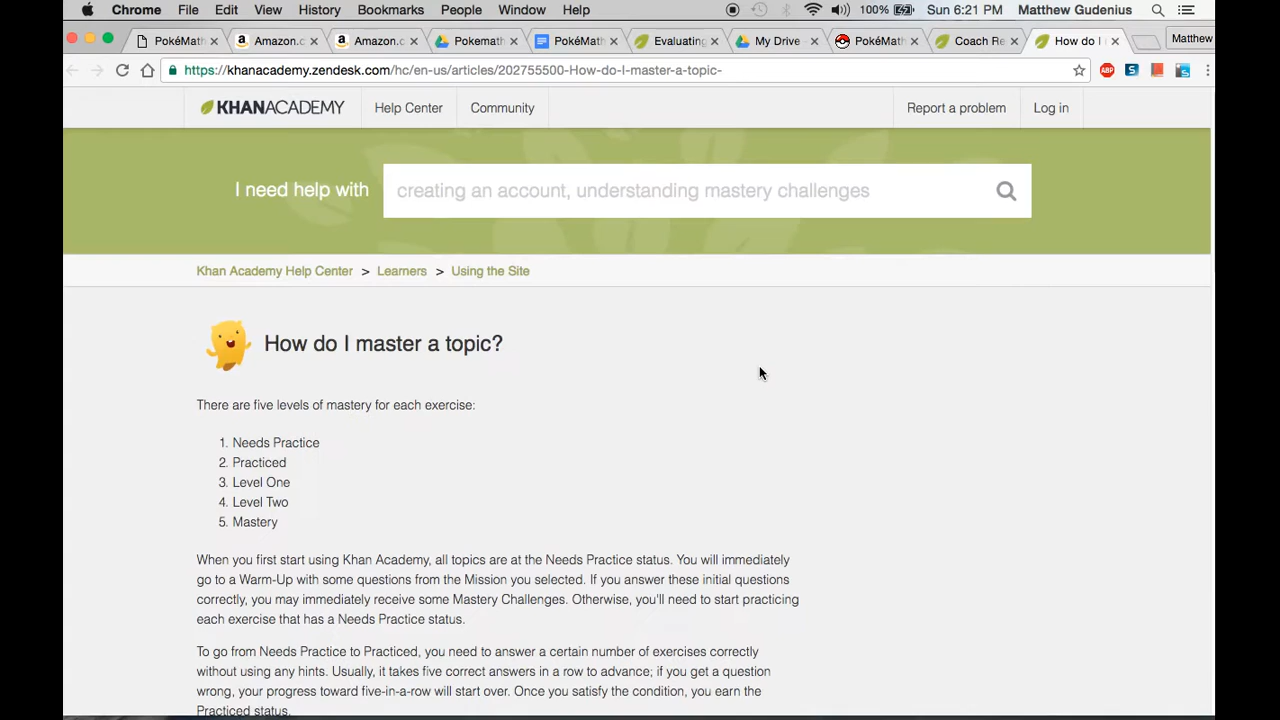 Chrome File Edit View History Bookmarks People Window Help 100% Sun 6:21 PM Matthew Gudenius
PokéMath Amazon.c Amazon.c Pokemath PokéMath Evaluating My Drive PokéMath Coach Re How do I Matthew
https://khanacademy.zendesk.com/hc/en-us/articles/202755500-How-do-I-master-a-topic- ABP S S
KHANACADEMY Help Center Community Report a problem Log in
I need help with creating an account, understanding mastery challenges
Khan Academy Help Center > Learners > Using the Site
How do I master a topic?
There are five levels of mastery for each exercise:
1. Needs Practice
2. Practiced
3. Level One
4. Level Two
5. Mastery
When you first start using Khan Academy, all topics are at the Needs Practice status. You will immediately
go to a Warm-Up with some questions from the Mission you selected. If you answer these initial questions
correctly, you may immediately receive some Mastery Challenges. Otherwise, you'll need to start practicing
each exercise that has a Needs Practice status.
To go from Needs Practice to Practiced, you need to answer a certain number of exercises correctly
without using any hints. Usually, it takes five correct answers in a row to advance; if you get a question
wrong, your progress toward five-in-a-row will start over. Once you satisfy the condition, you earn the
Practiced status.